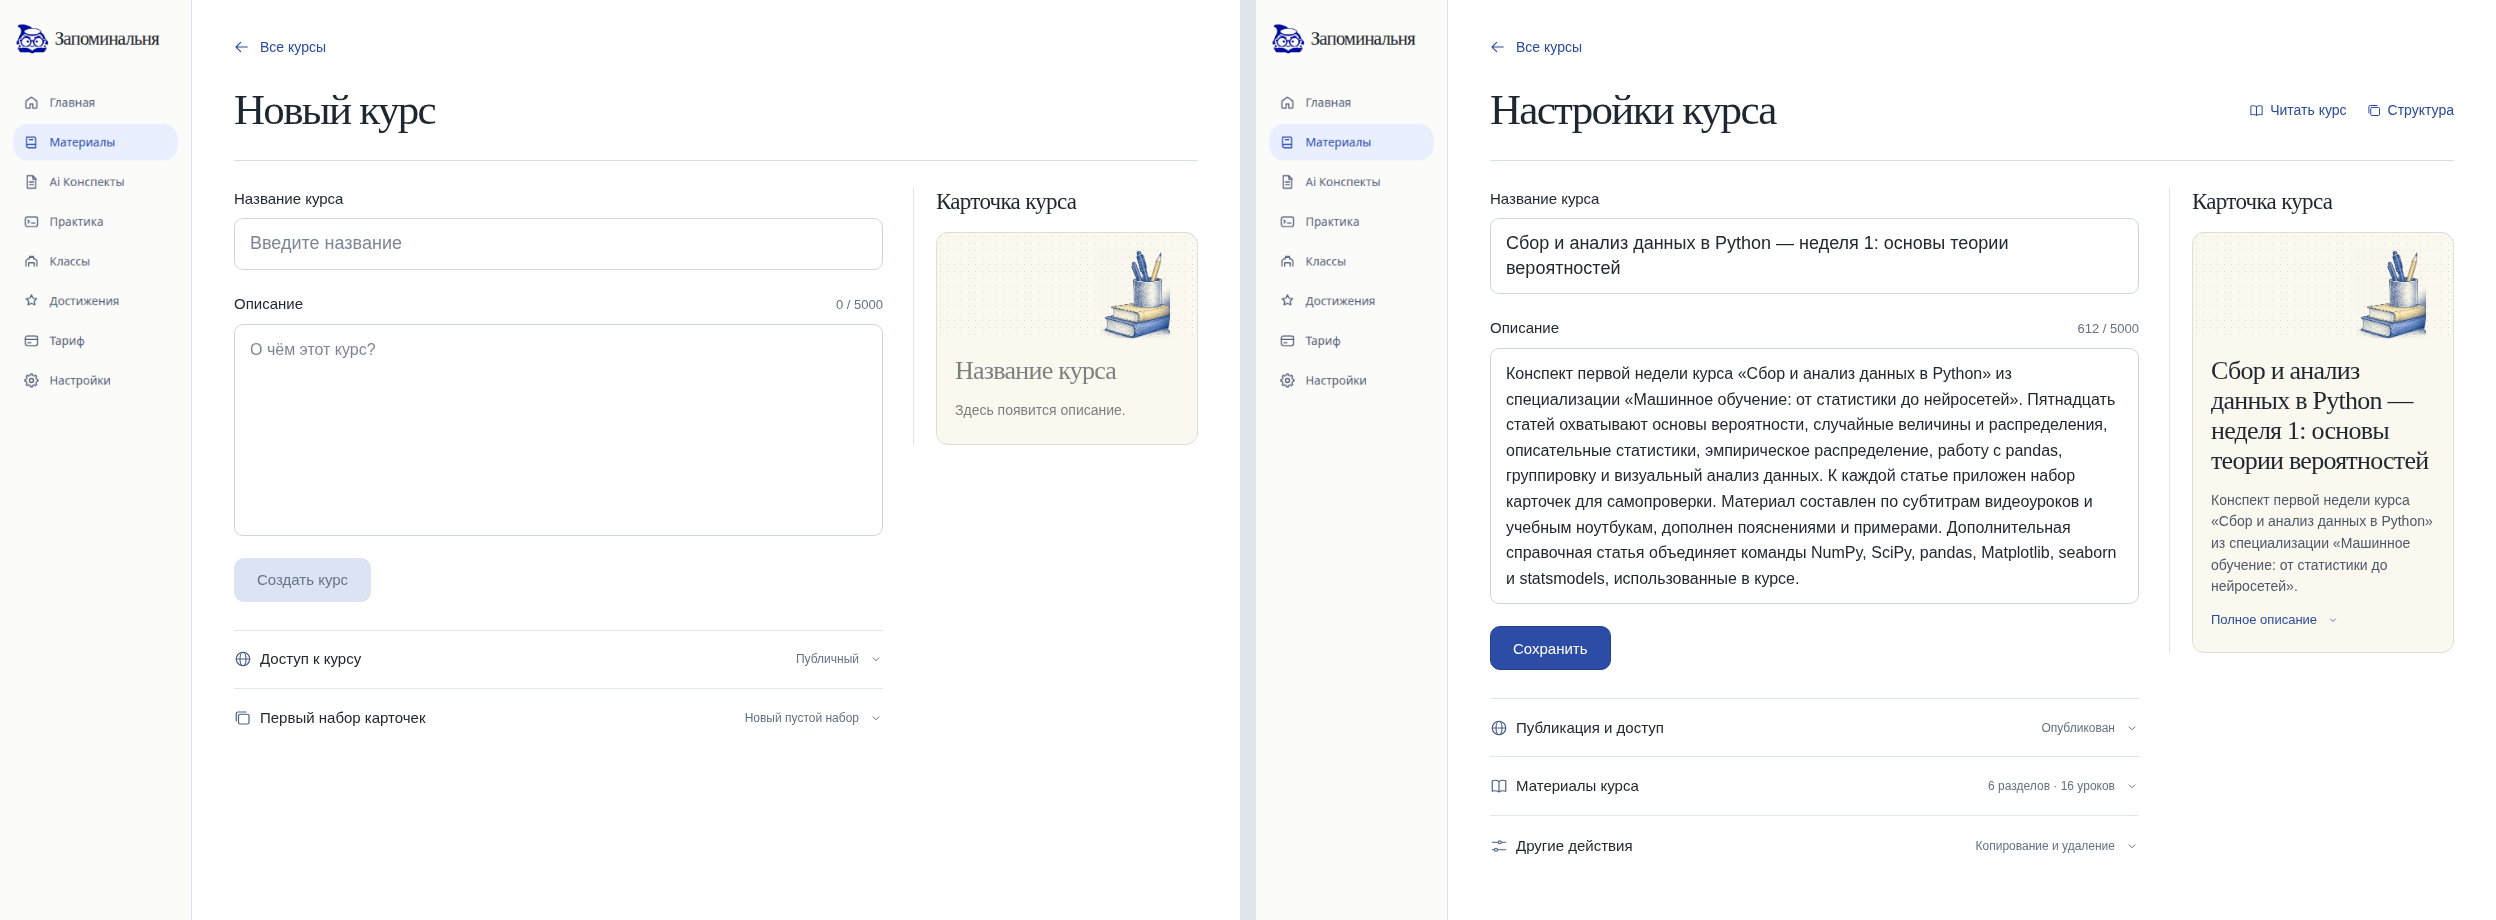 Запоминальня
Главная
Материалы
Ai Конспекты
Практика
Классы
Достижения
Тариф
Настройки
Все курсы
Новый курс
Название курса
Введите название
Описание
0 / 5000
О чём этот курс?
Создать курс
Доступ к курсу
Публичный
Первый набор карточек
Новый пустой набор
Карточка курса
Название курса
Здесь появится описание.
Запоминальня
Главная
Материалы
Ai Конспекты
Практика
Классы
Достижения
Тариф
Настройки
Все курсы
Настройки курса
Читать курс
Структура
Название курса
Сбор и анализ данных в Python — неделя 1: основы теории
вероятностей
Описание
612 / 5000
Конспект первой недели курса «Сбор и анализ данных в Python» из
специализации «Машинное обучение: от статистики до нейросетей». Пятнадцать
статей охватывают основы вероятности, случайные величины и распределения,
описательные статистики, эмпирическое распределение, работу с pandas,
группировку и визуальный анализ данных. К каждой статье приложен набор
карточек для самопроверки. Материал составлен по субтитрам видеоуроков и
учебным ноутбукам, дополнен пояснениями и примерами. Дополнительная
справочная статья объединяет команды NumPy, SciPy, pandas, Matplotlib, seaborn
и statsmodels, использованные в курсе.
Сохранить
Публикация и доступ
Опубликован
Материалы курса
6 разделов · 16 уроков
Другие действия
Копирование и удаление
Карточка курса
Сбор и анализ
данных в Python —
неделя 1: основы
теории вероятностей
Конспект первой недели курса
«Сбор и анализ данных в Python»
из специализации «Машинное
обучение: от статистики до
нейросетей».
Полное описание